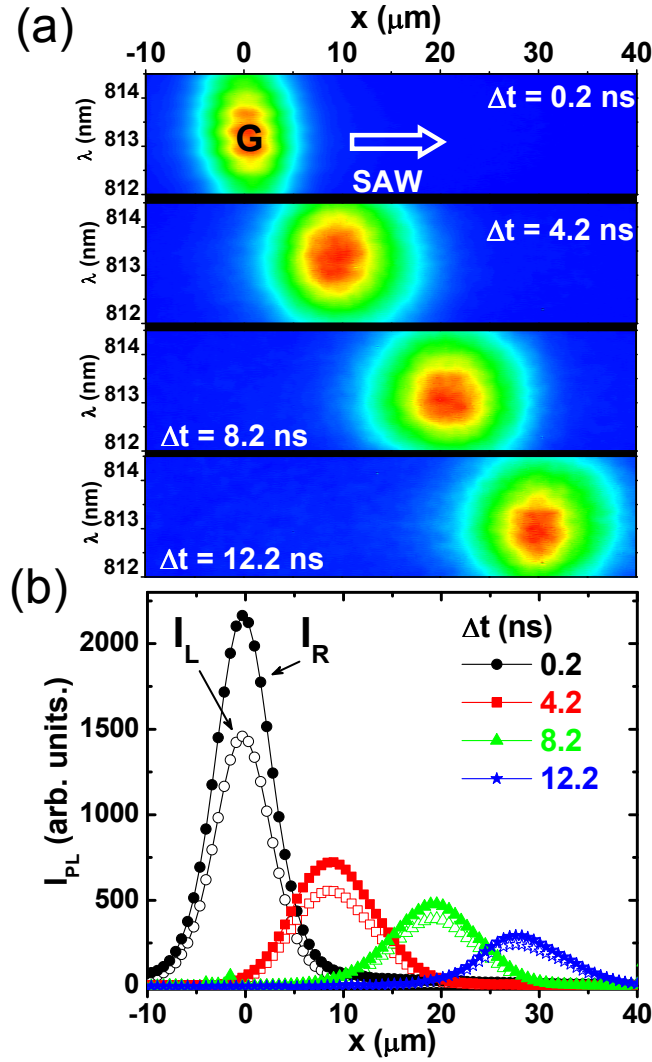 (a)
x (μm)
-10 0 10 20 30 40
814
813
812
λ (nm)
G
SAW
Δt = 0.2 ns
814
813
812
λ (nm)
Δt = 4.2 ns
814
813
812
λ (nm)
Δt = 8.2 ns
814
813
812
λ (nm)
Δt = 12.2 ns
(b)
2000
1500
1000
500
0
I_PL (arb. units.)
I_L
I_R
Δt (ns)
0.2
4.2
8.2
12.2
-10 0 10 20 30 40
x (μm)